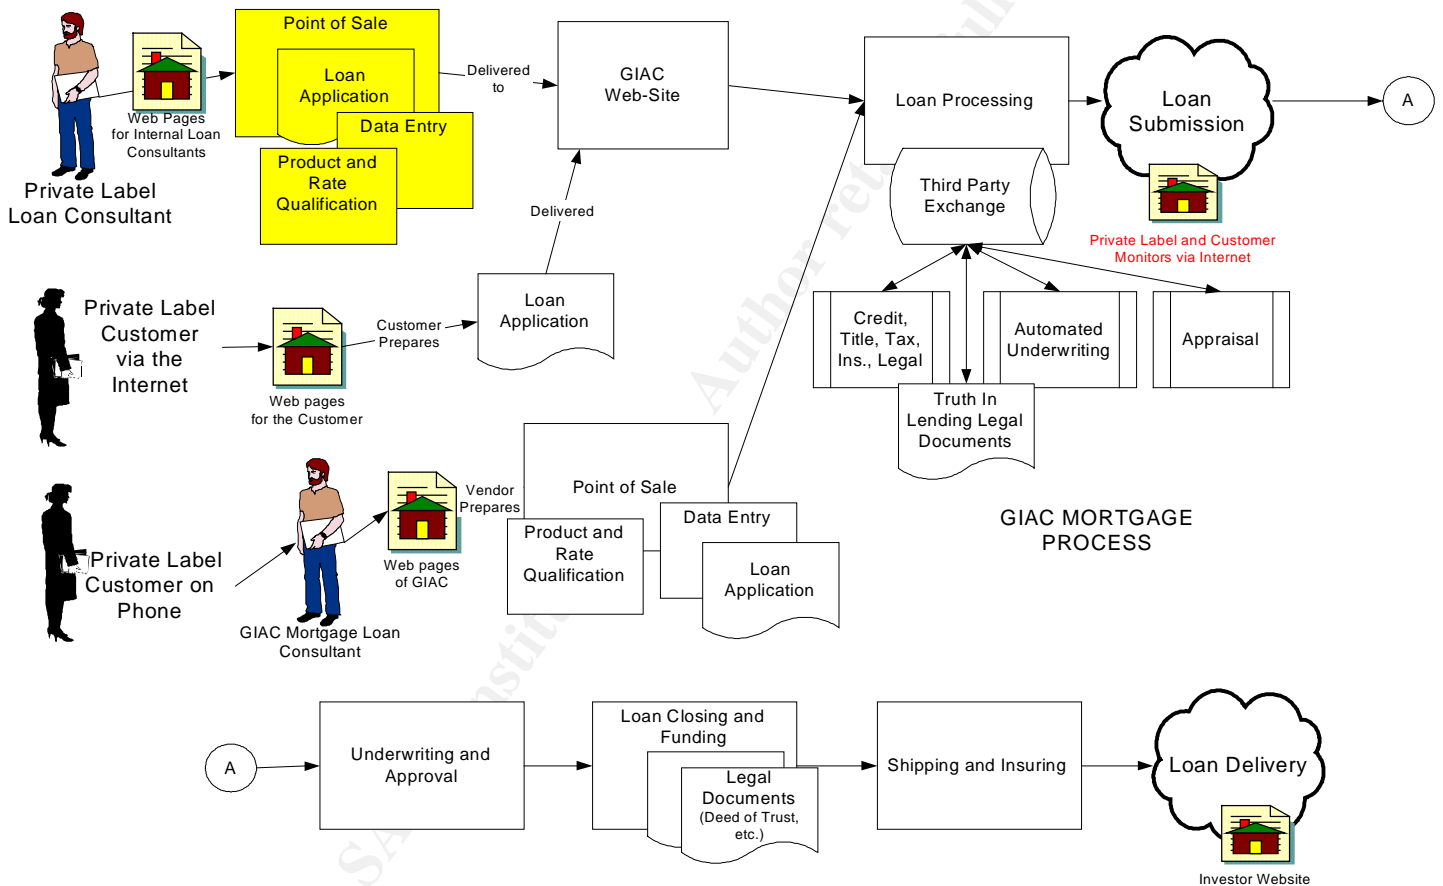 Point of Sale
Loan
Application
Data Entry
Product and
Rate
Qualification
Web Pages
for Internal Loan
Consultants
Private Label
Loan Consultant
Delivered
to
GIAC
Web-Site
Loan Processing
Loan
Submission
A
Third Party
Exchange
Private Label and Customer
Monitors via Internet
Delivered
Private Label
Customer
via the
Internet
Web pages
for the Customer
Customer
Prepares
Loan
Application
Credit,
Title, Tax,
Ins., Legal
Automated
Underwriting
Appraisal
Truth In
Lending Legal
Documents
Private Label
Customer on
Phone
GIAC Mortgage Loan
Consultant
Web pages
of GIAC
Vendor
Prepares
Point of Sale
Data Entry
Product and
Rate
Qualification
Loan
Application
GIAC MORTGAGE
PROCESS
A
Underwriting and
Approval
Loan Closing and
Funding
Legal
Documents
(Deed of Trust,
etc.)
Shipping and Insuring
Loan Delivery
Investor Website
Author